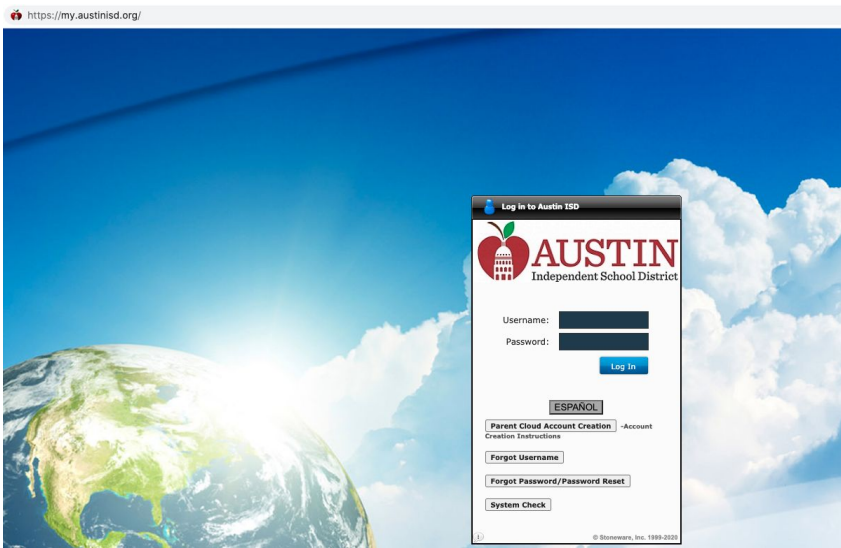 https://my.austinisd.org/
Log in to Austin ISD
AUSTIN
Independent School District
Username:
Password:
Log In
ESPAÑOL
Parent Cloud Account Creation -Account
Creation Instructions
Forgot Username
Forgot Password/Password Reset
System Check
© Stoneware, Inc. 1999-2020